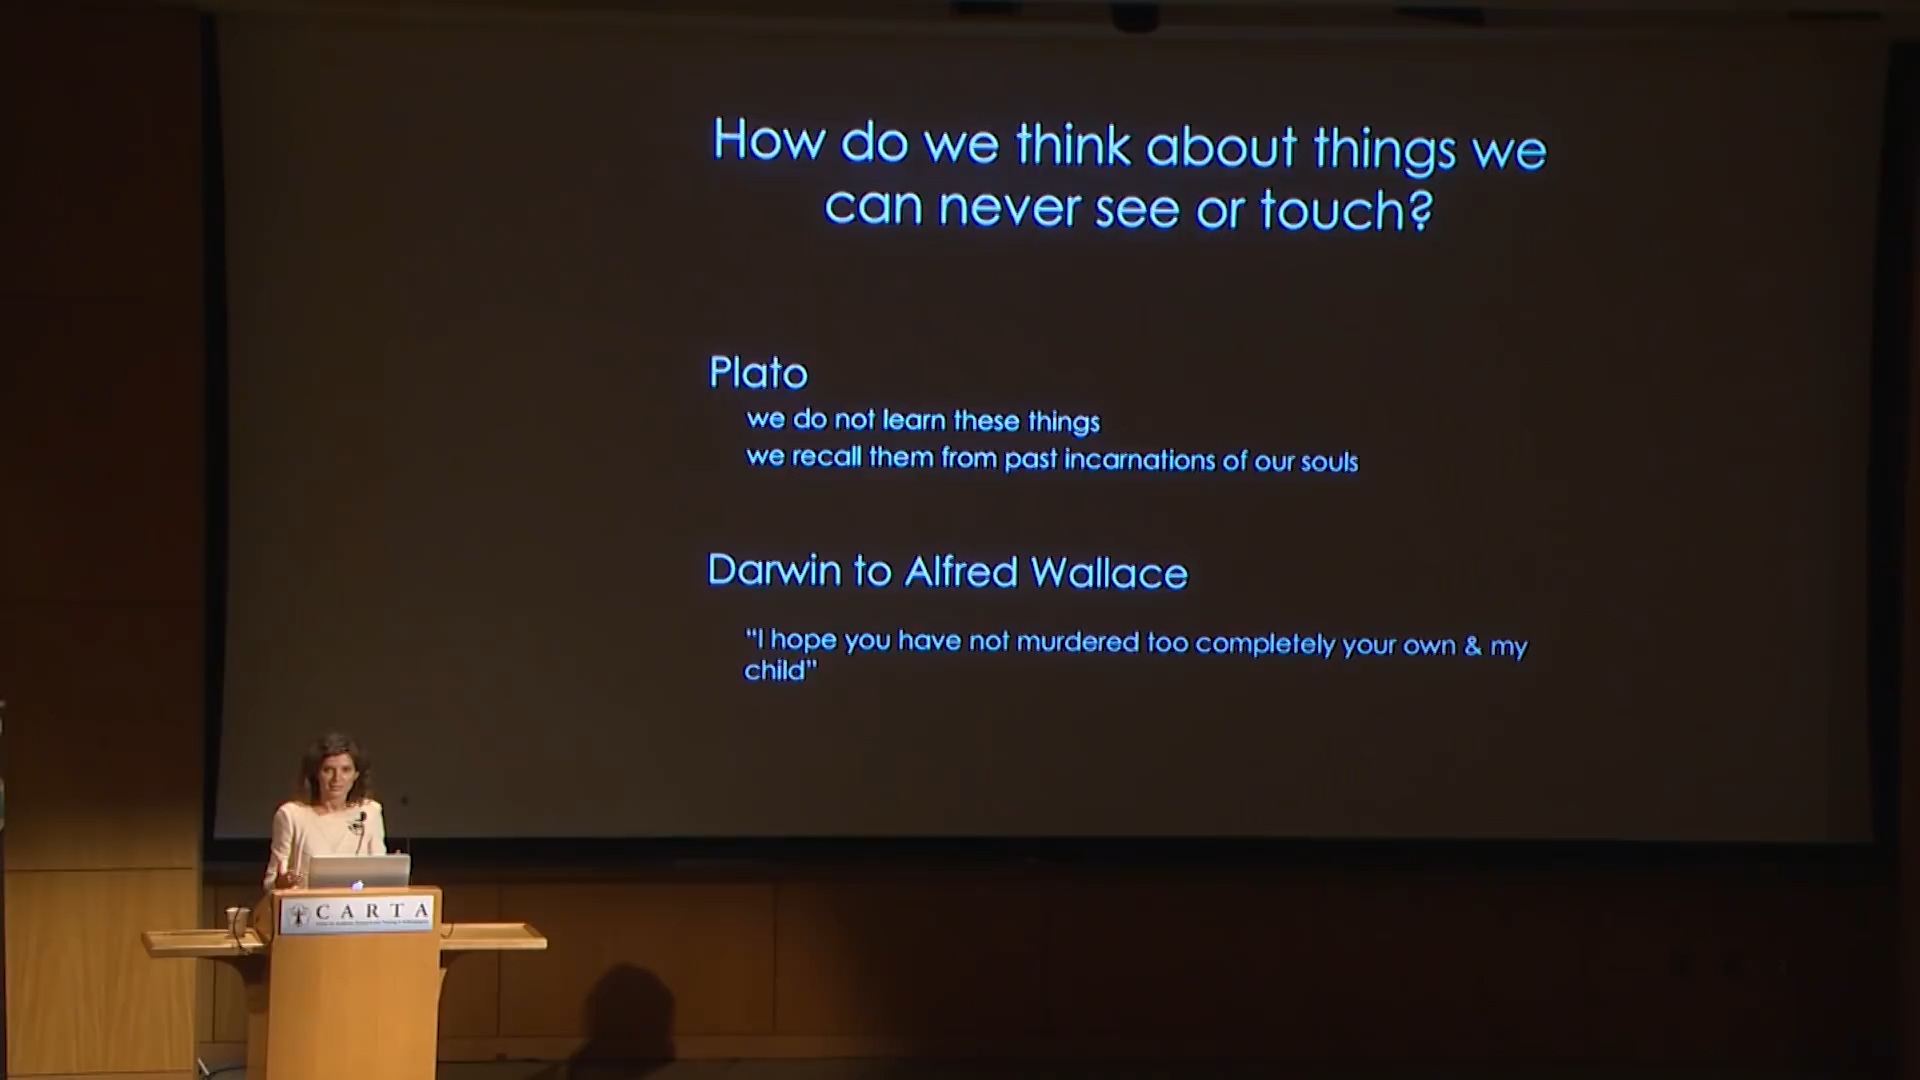 How do we think about things we
can never see or touch?
Plato
we do not learn these things
we recall them from past incarnations of our souls
Darwin to Alfred Wallace
"I hope you have not murdered too completely your own & my
child"
CARTA